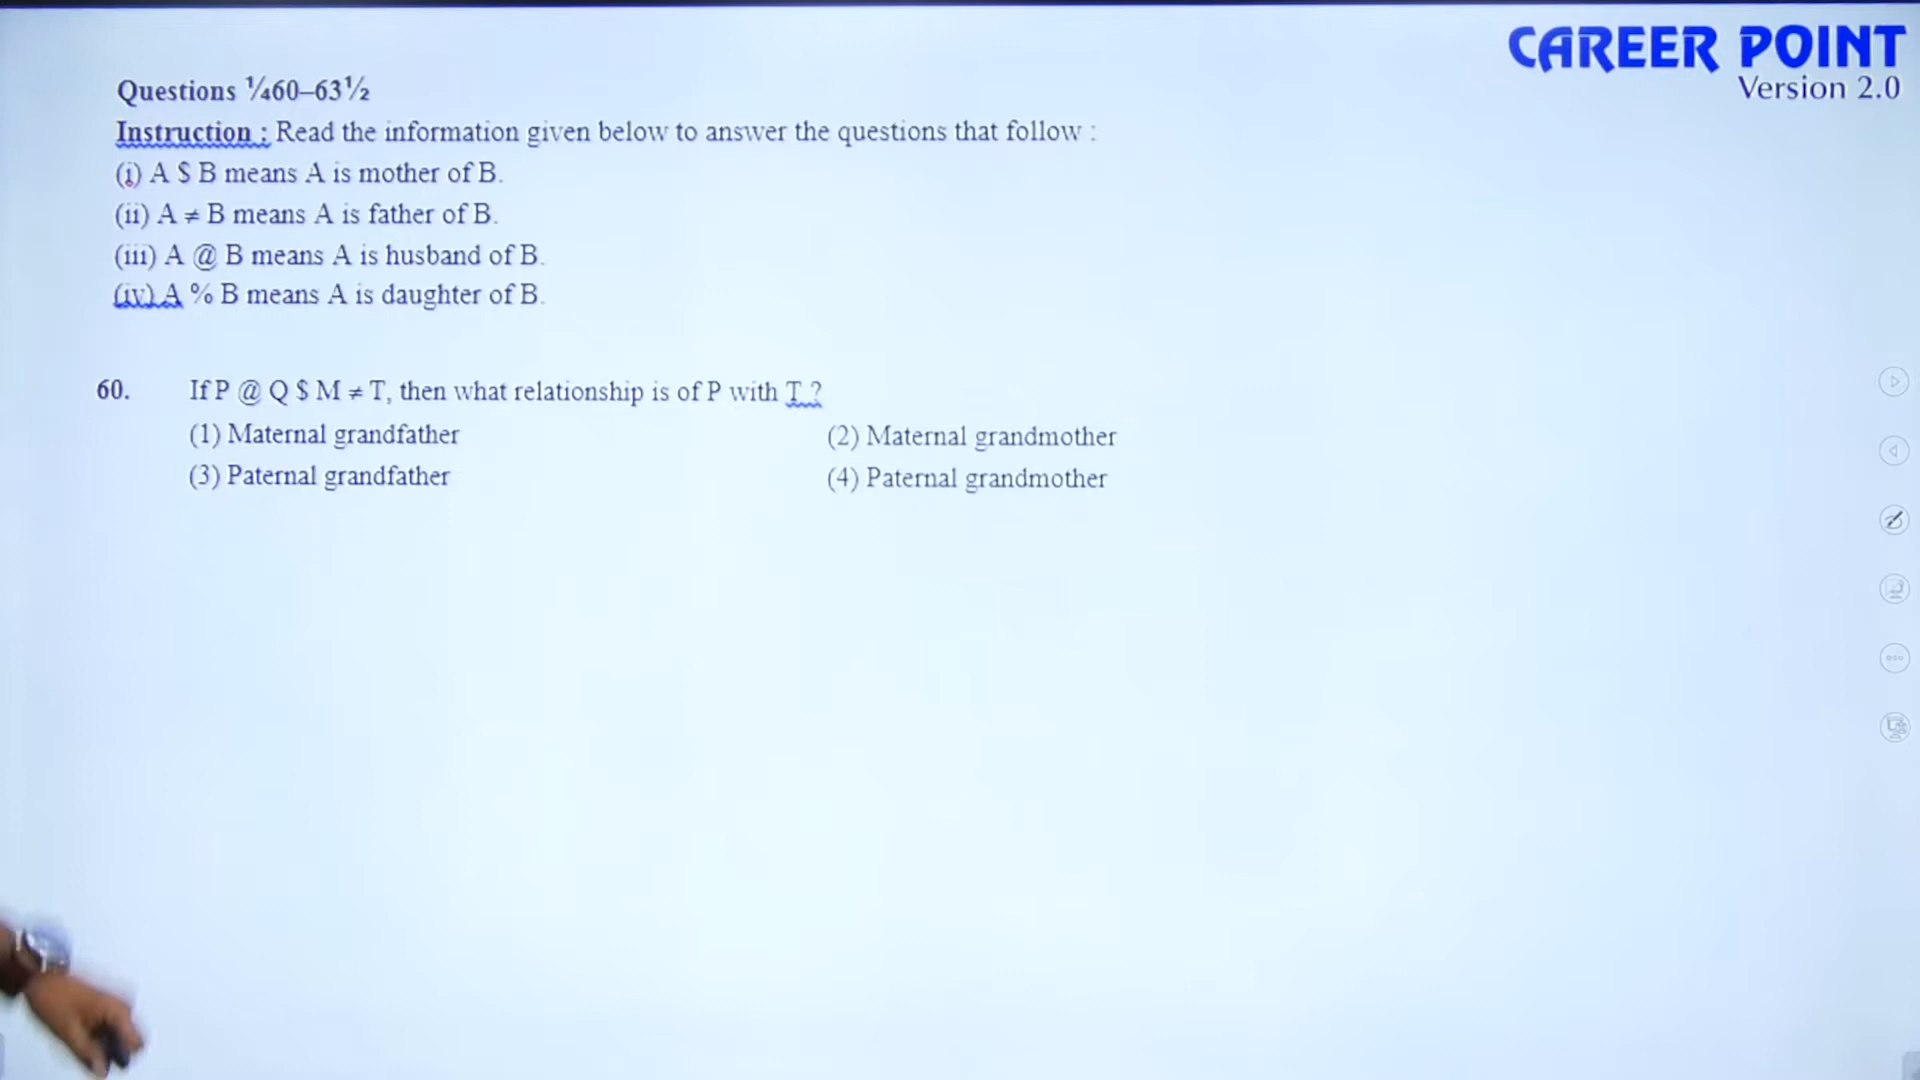 CAREER POINT
Version 2.0
Questions ¼60–63½
Instruction : Read the information given below to answer the questions that follow :
(i) A $ B means A is mother of B.
(ii) A ≠ B means A is father of B.
(iii) A @ B means A is husband of B.
(iv) A % B means A is daughter of B.
60. If P @ Q $ M ≠ T, then what relationship is of P with T ?
(1) Maternal grandfather (2) Maternal grandmother
(3) Paternal grandfather (4) Paternal grandmother